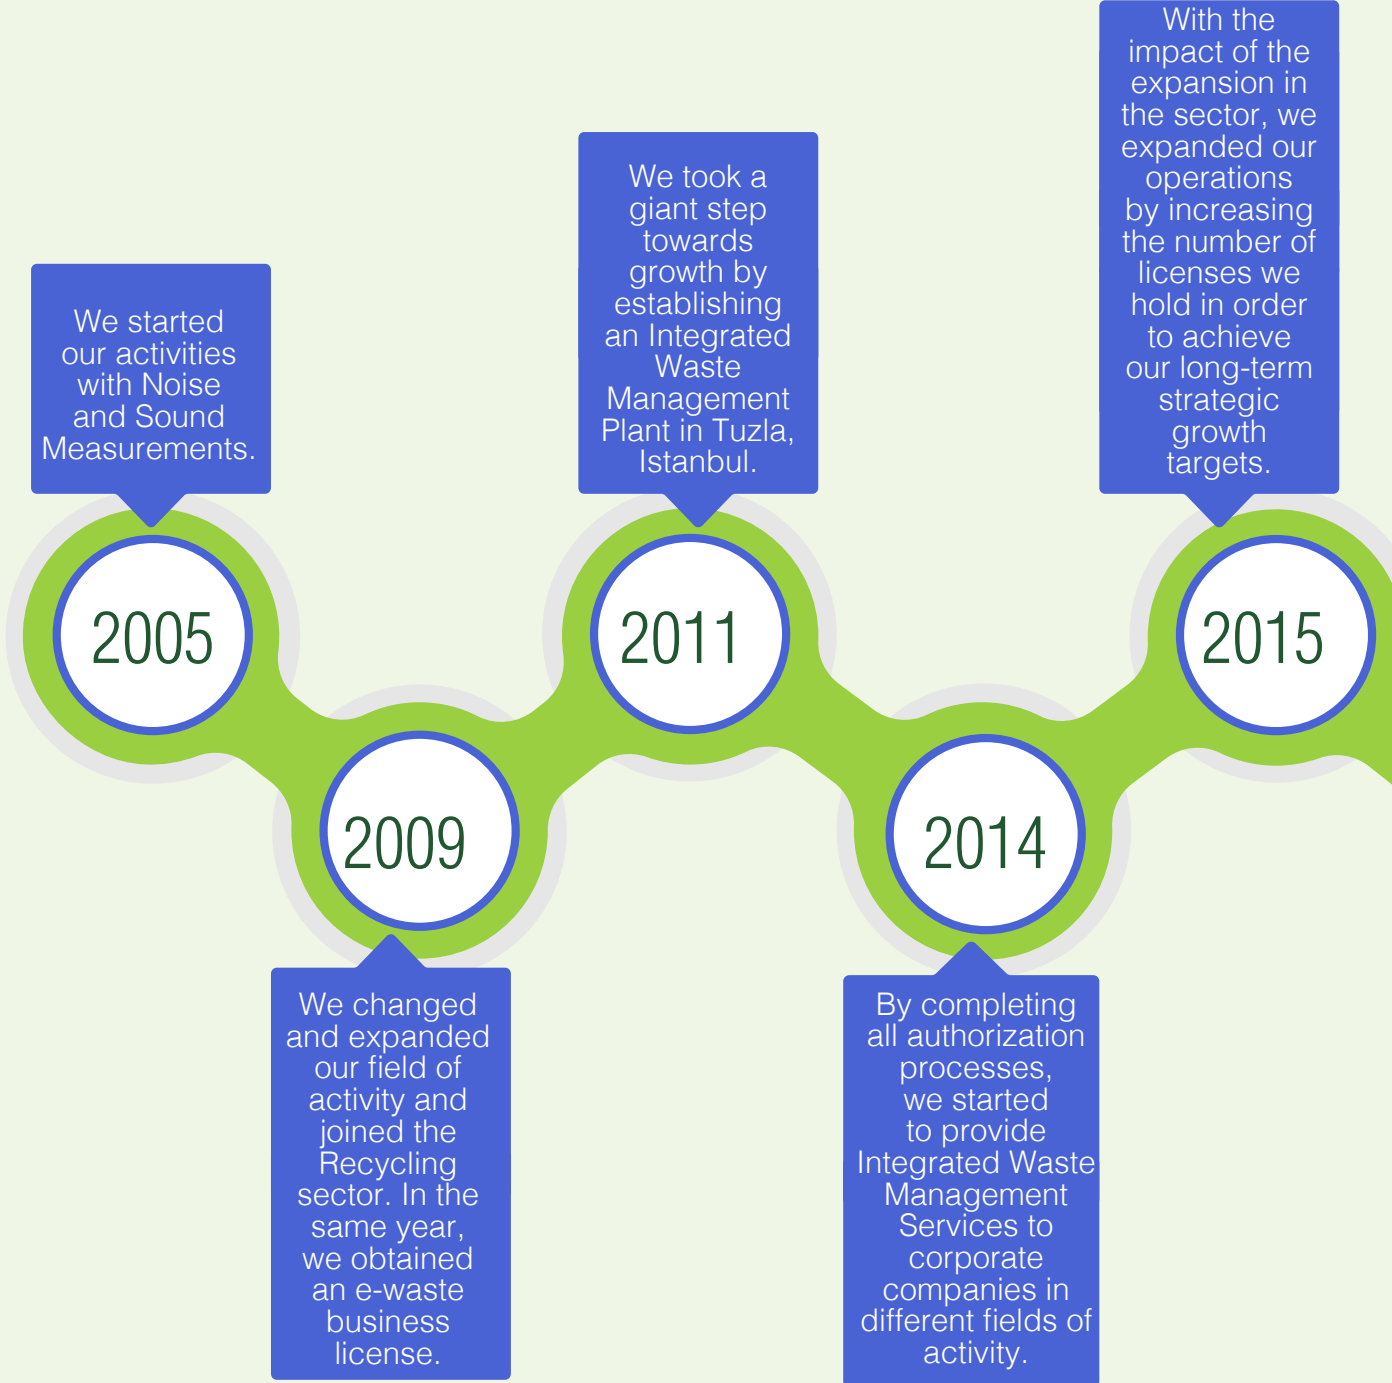 We started
our activities
with Noise
and Sound
Measurements.
2005
2009
We changed
and expanded
our field of
activity and
joined the
Recycling
sector. In the
same year,
we obtained
an e-waste
business
license.
We took a
giant step
towards
growth by
establishing
an Integrated
Waste
Management
Plant in Tuzla,
Istanbul.
2011
2014
By completing
all authorization
processes,
we started
to provide
Integrated Waste
Management
Services to
corporate
companies in
different fields of
activity.
With the
impact of the
expansion in
the sector, we
expanded our
operations
by increasing
the number of
licenses we
hold in order
to achieve
our long-term
strategic
growth
targets.
2015